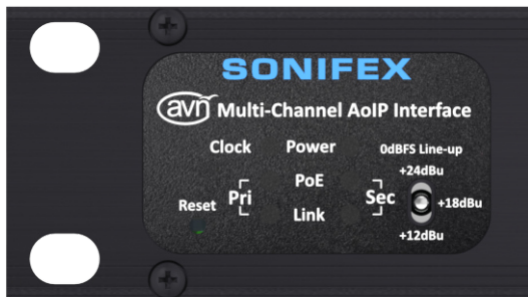 SONIFEX
avn Multi-Channel AoIP Interface
Clock Power 0dBFS Line-up
+24dBu
PoE
Pri Sec
+18dBu
Reset
Link
+12dBu